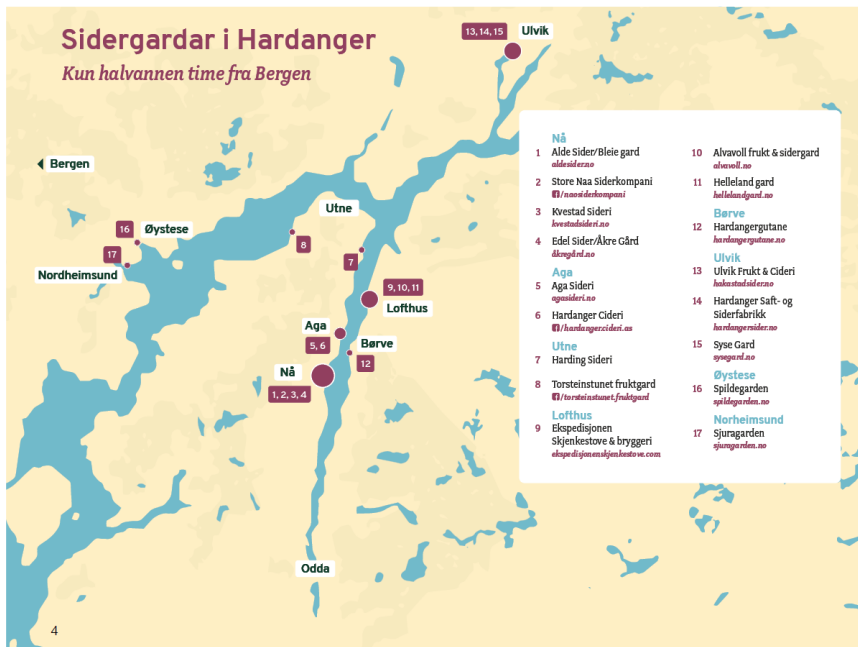 Sidergardar i Hardanger
Kun halvannen time fra Bergen
13, 14, 15
Ulvik
Bergen
16
Øystese
17
Nordheimsund
Utne
8
7
9, 10, 11
Lofthus
Aga
5, 6
Børve
12
Nå
1, 2, 3, 4
Odda
Nå
1 Alde Sider/Bleie gard
aldesider.no
2 Store Naa Siderkompani
/naasiderkompani
3 Kvestad Sideri
kvestadsideri.no
4 Edel Sider/Åkre Gård
åkregård.no
Aga
5 Aga Sideri
agasideri.no
6 Hardanger Cideri
/hardanger.cideri.as
Utne
7 Harding Sideri
8 Torsteinstunet fruktgard
/torsteinstunet.fruktgard
Lofthus
9 Ekspedisjonen
Skjenkestove & bryggeri
ekspedisjonenskjenkestove.com
10 Alvavoll frukt & sidergard
alvavoll.no
11 Helleland gard
hellelandgard.no
Børve
12 Hardangergutane
hardangergutane.no
Ulvik
13 Ulvik Frukt & Cideri
hakastadsider.no
14 Hardanger Saft- og
Siderfabrikk
hardangersider.no
15 Syse Gard
sysegard.no
Øystese
16 Spildegarden
spildegarden.no
Norheimsund
17 Sjuragarden
sjuragarden.no
4